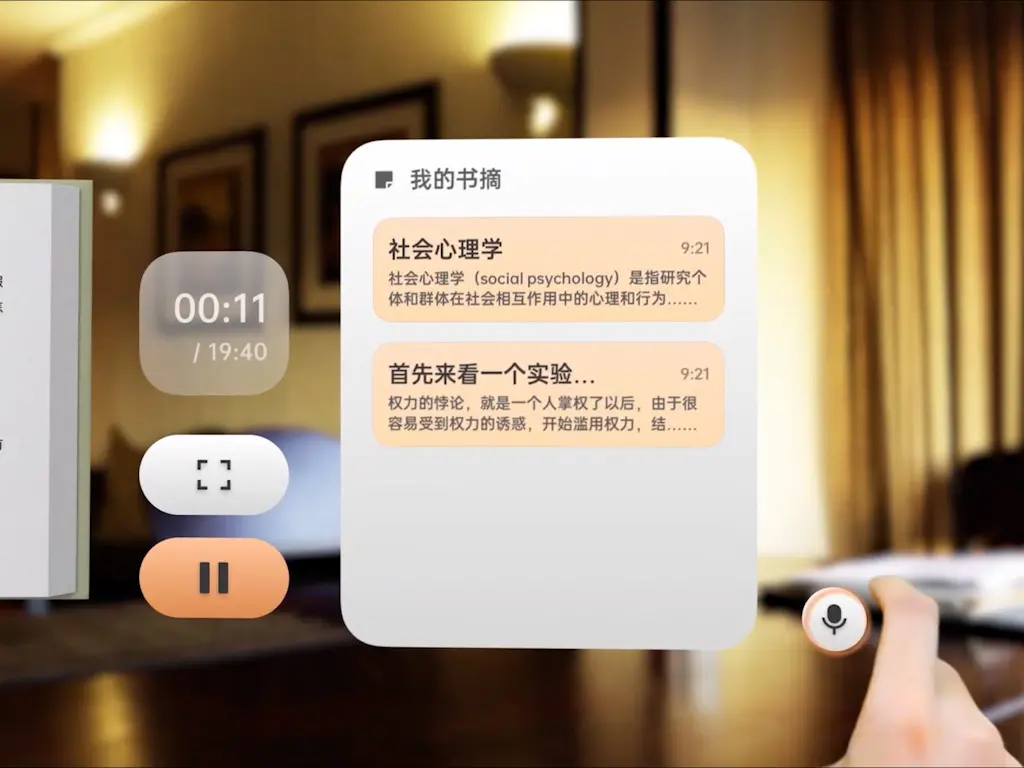 00:11
/ 19:40
我的书摘
社会心理学 9:21
社会心理学（social psychology）是指研究个
体和群体在社会相互作用中的心理和行为……
首先来看一个实验... 9:21
权力的悖论，就是一个人掌权了以后，由于很
容易受到权力的诱惑，开始滥用权力，结……